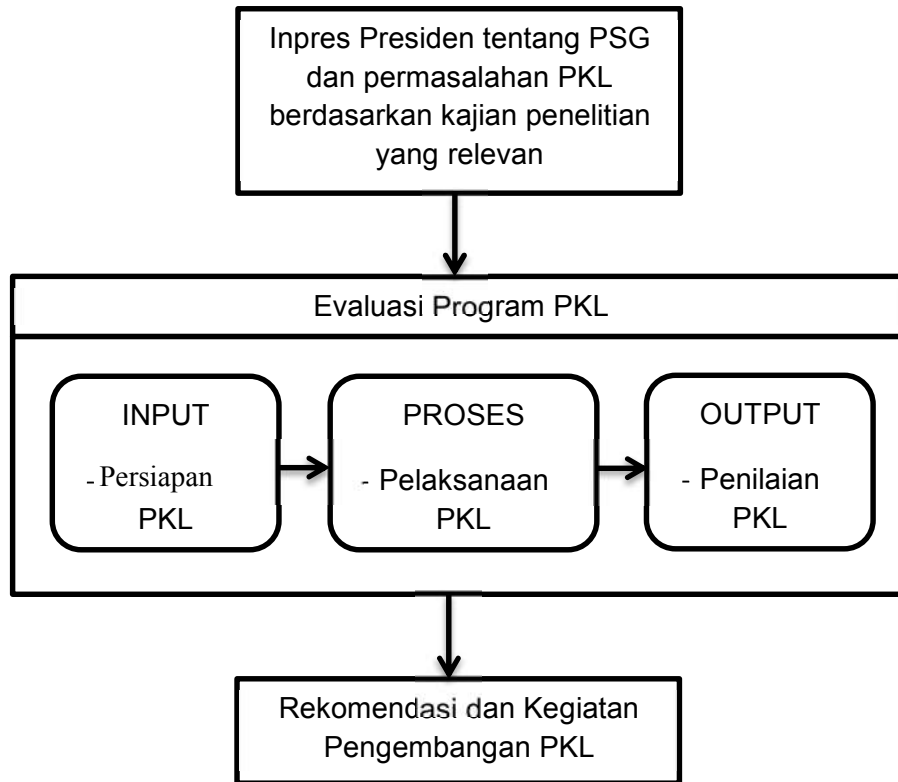 Inpres Presiden tentang PSG
dan permasalahan PKL
berdasarkan kajian penelitian
yang relevan
Evaluasi Program PKL
INPUT
- Persiapan
PKL
PROSES
- Pelaksanaan
PKL
OUTPUT
- Penilaian
PKL
Rekomendasi dan Kegiatan
Pengembangan PKL